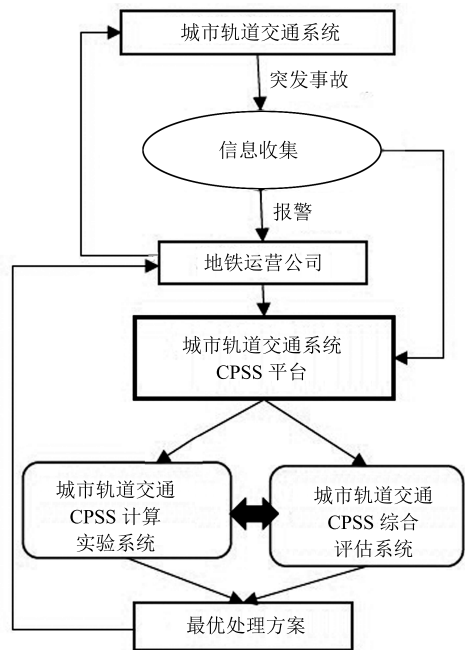 城市轨道交通系统
突发事故
信息收集
报警
地铁运营公司
城市轨道交通系统
CPSS 平台
城市轨道交通
CPSS 计算
实验系统
城市轨道交通
CPSS 综合
评估系统
最优处理方案